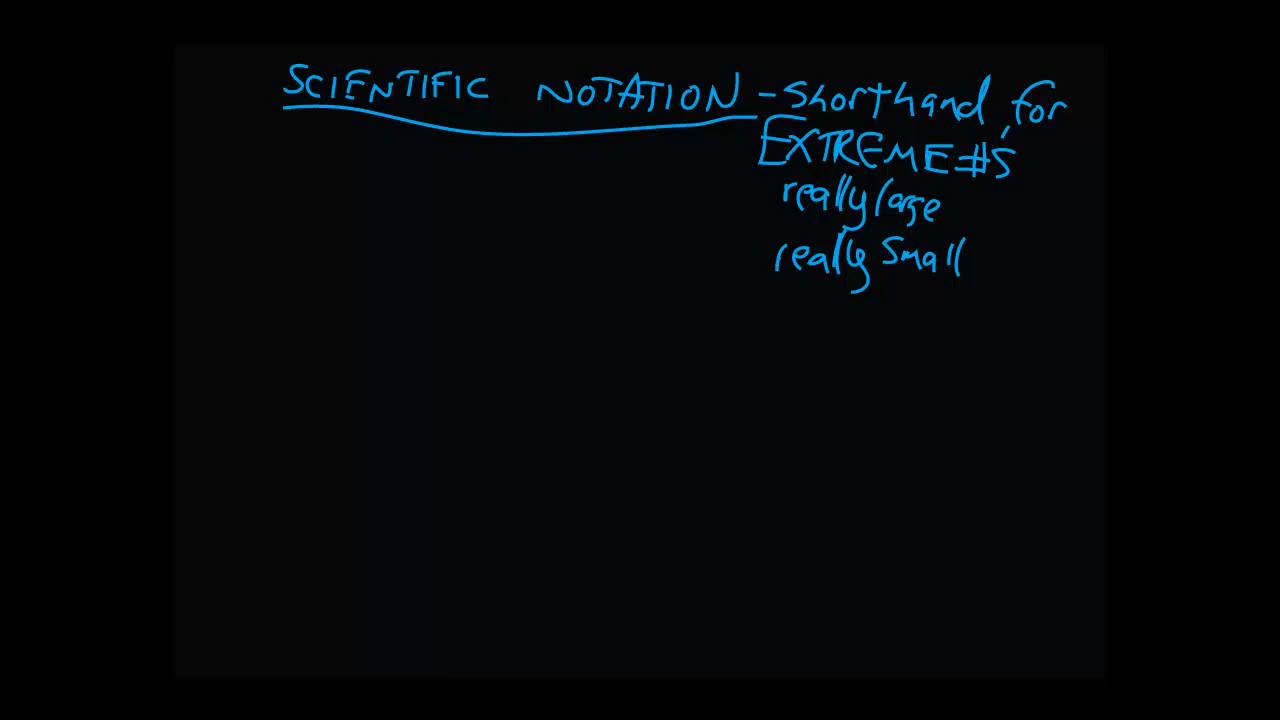 SCIENTIFIC NOTATION - Shorthand for
EXTREME #'S
really large
really small